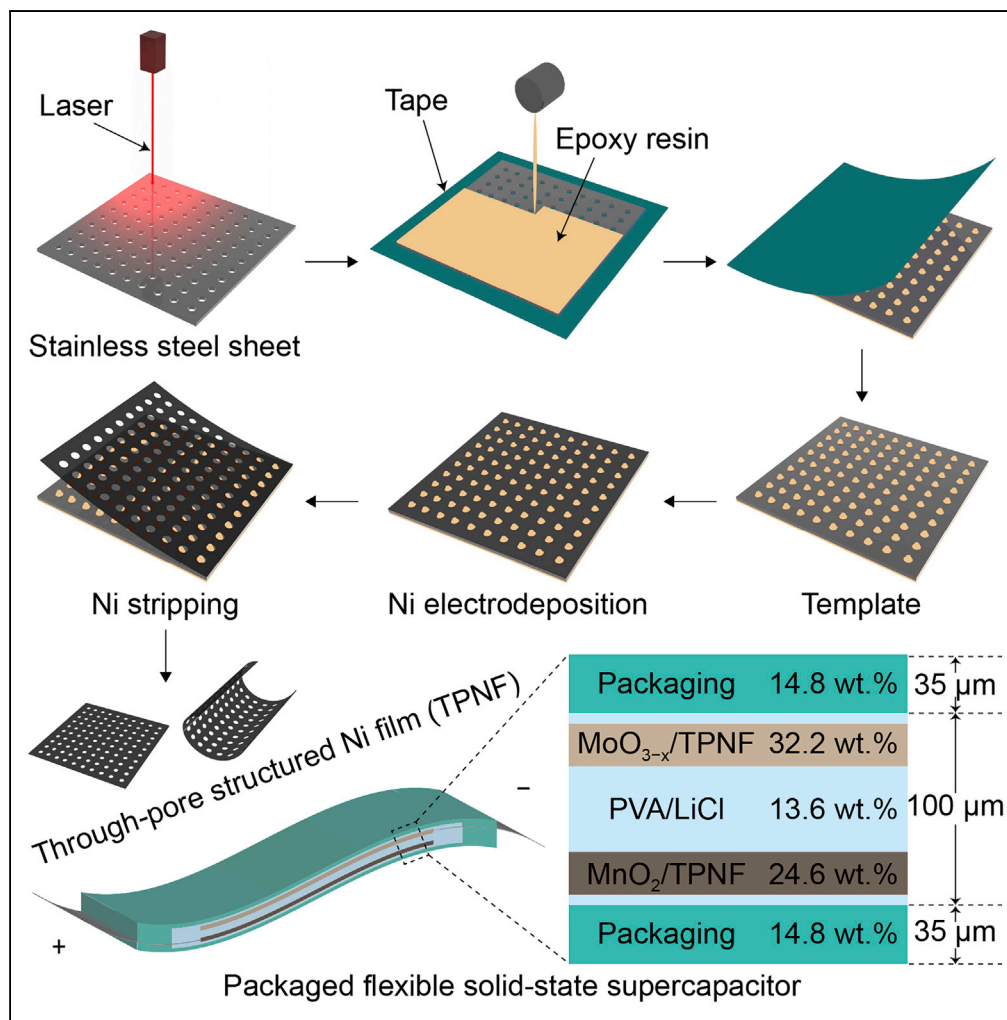 Laser
Tape
Epoxy resin
Stainless steel sheet
Ni stripping
Ni electrodeposition
Template
Through-pore structured Ni film (TPNF)
Packaging 14.8 wt.% 35 μm
MoO₃₋ₓ/TPNF 32.2 wt.%
PVA/LiCl 13.6 wt.% 100 μm
MnO₂/TPNF 24.6 wt.%
Packaging 14.8 wt.% 35 μm
−
+
Packaged flexible solid-state supercapacitor